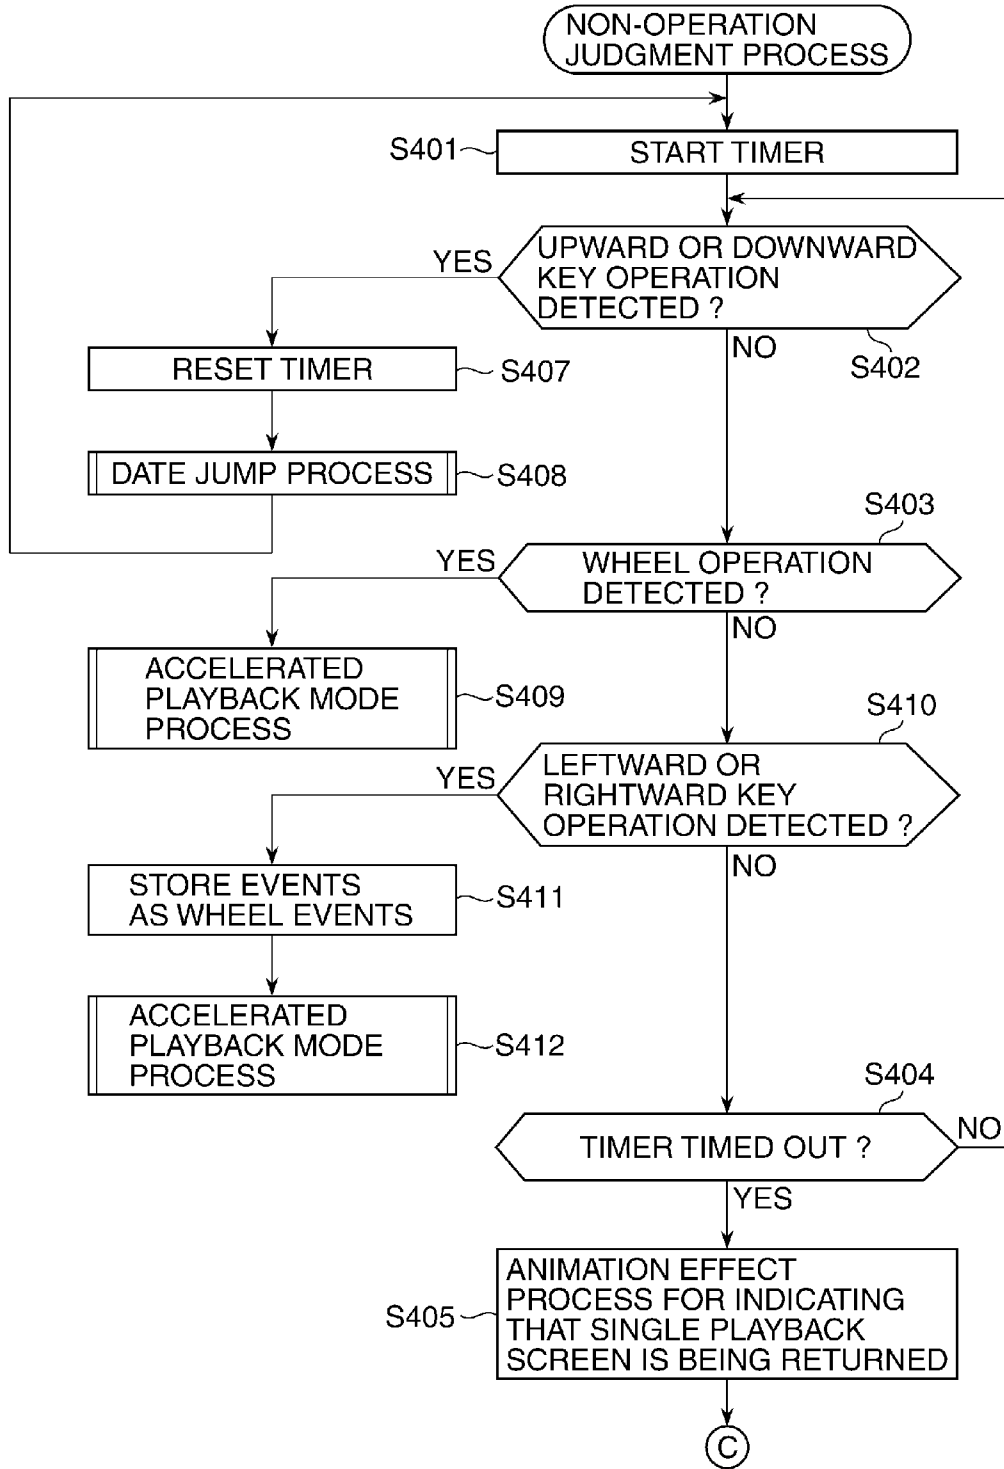 NON-OPERATION
JUDGMENT PROCESS
S401
START TIMER
UPWARD OR DOWNWARD
KEY OPERATION
DETECTED ?
YES
NO
S402
RESET TIMER
S407
DATE JUMP PROCESS
S408
S403
WHEEL OPERATION
DETECTED ?
YES
NO
ACCELERATED
PLAYBACK MODE
PROCESS
S409
S410
LEFTWARD OR
RIGHTWARD KEY
OPERATION DETECTED ?
YES
NO
STORE EVENTS
AS WHEEL EVENTS
S411
ACCELERATED
PLAYBACK MODE
PROCESS
S412
S404
TIMER TIMED OUT ?
NO
YES
S405
ANIMATION EFFECT
PROCESS FOR INDICATING
THAT SINGLE PLAYBACK
SCREEN IS BEING RETURNED
C